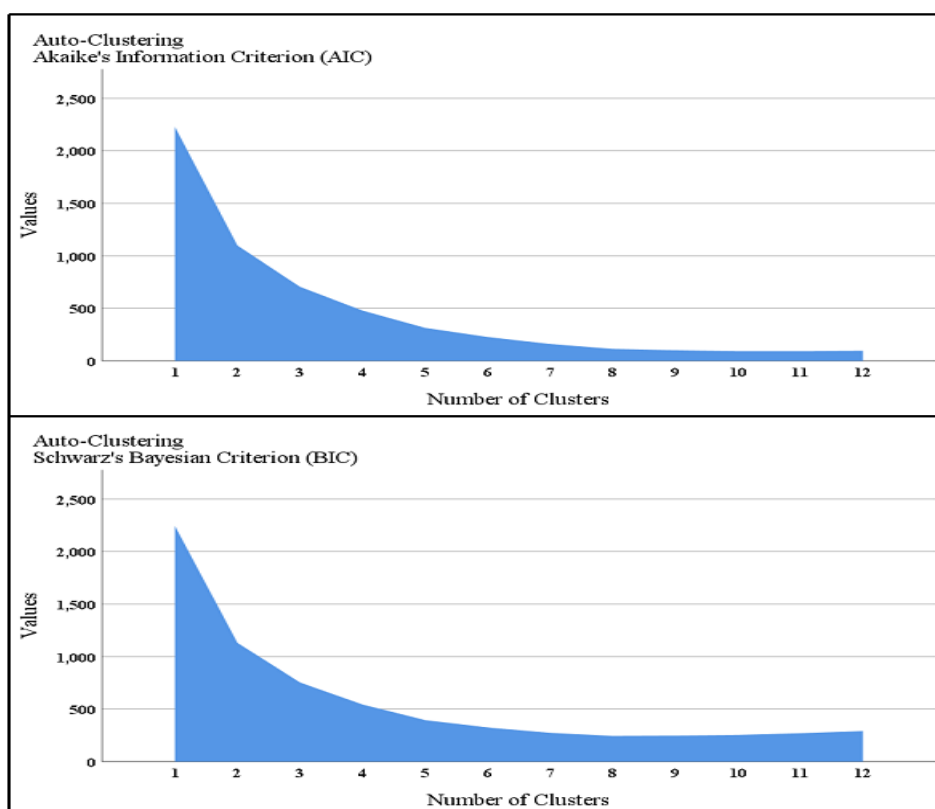 Auto-Clustering
Akaike's Information Criterion (AIC)
2,500
2,000
1,500
1,000
500
0
Values
1 2 3 4 5 6 7 8 9 10 11 12
Number of Clusters
Auto-Clustering
Schwarz's Bayesian Criterion (BIC)
2,500
2,000
1,500
1,000
500
0
Values
1 2 3 4 5 6 7 8 9 10 11 12
Number of Clusters